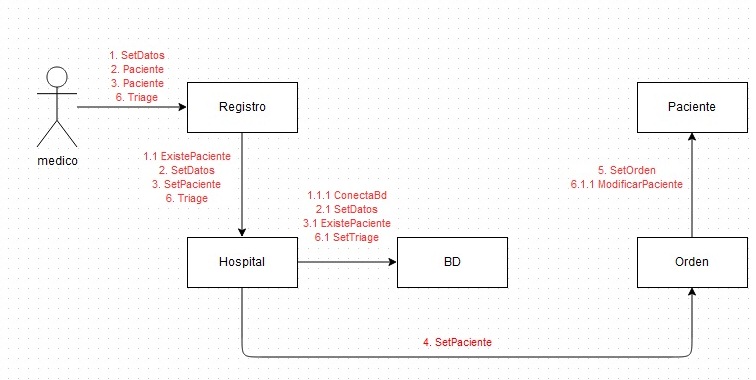 1. SetDatos
2. Paciente
3. Paciente
6. Triage
Registro
Paciente
medico
1.1 ExistePaciente
2. SetDatos
3. SetPaciente
6. Triage
5. SetOrden
6.1.1 ModificarPaciente
1.1.1 ConectaBd
2.1 SetDatos
3.1 ExistePaciente
6.1 SetTriage
Hospital
BD
Orden
4. SetPaciente